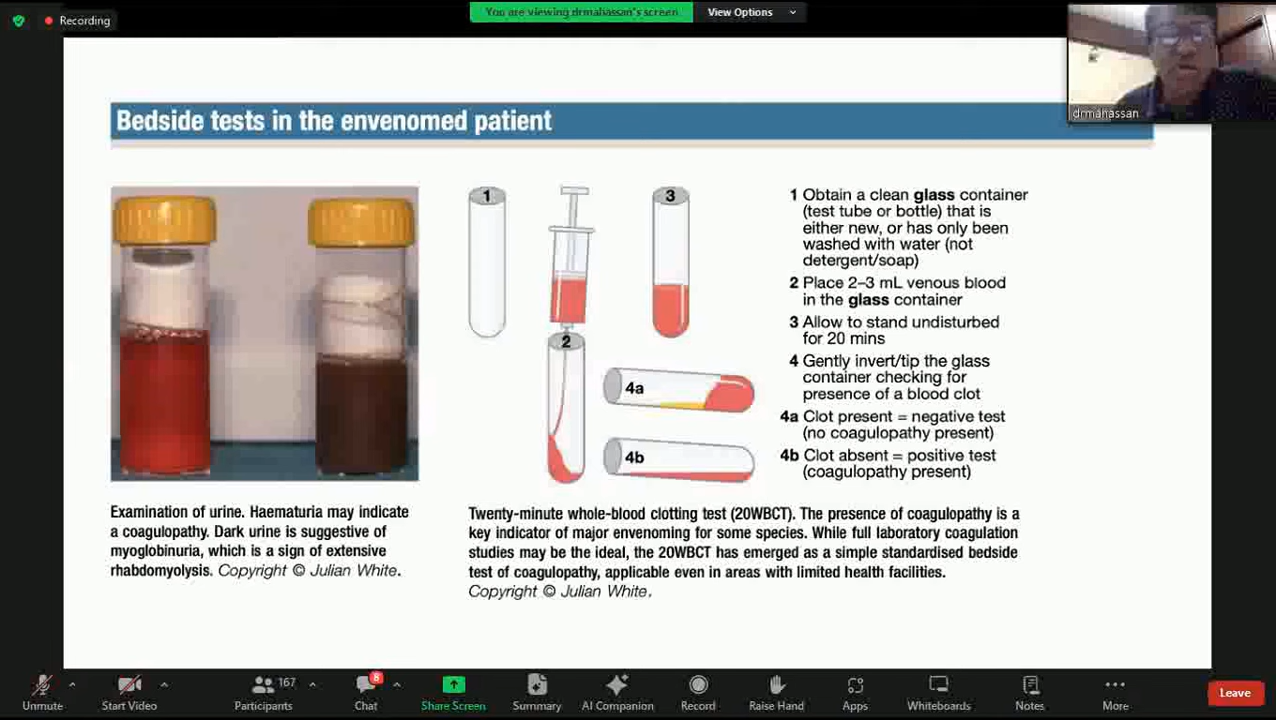 Recording
You are viewing drmahassan's screen
View Options
drmahassan
Bedside tests in the envenomed patient
1
2
3
4a
4b
1 Obtain a clean glass container
(test tube or bottle) that is
either new, or has only been
washed with water (not
detergent/soap)
2 Place 2–3 mL venous blood
in the glass container
3 Allow to stand undisturbed
for 20 mins
4 Gently invert/tip the glass
container checking for
presence of a blood clot
4a Clot present = negative test
(no coagulopathy present)
4b Clot absent = positive test
(coagulopathy present)
Examination of urine. Haematuria may indicate
a coagulopathy. Dark urine is suggestive of
myoglobinuria, which is a sign of extensive
rhabdomyolysis. Copyright © Julian White.
Twenty-minute whole-blood clotting test (20WBCT). The presence of coagulopathy is a
key indicator of major envenoming for some species. While full laboratory coagulation
studies may be the ideal, the 20WBCT has emerged as a simple standardised bedside
test of coagulopathy, applicable even in areas with limited health facilities.
Copyright © Julian White.
Unmute
Start Video
167
Participants
8
Chat
Share Screen
Summary
AI Companion
Record
Raise Hand
Apps
Whiteboards
Notes
More
Leave